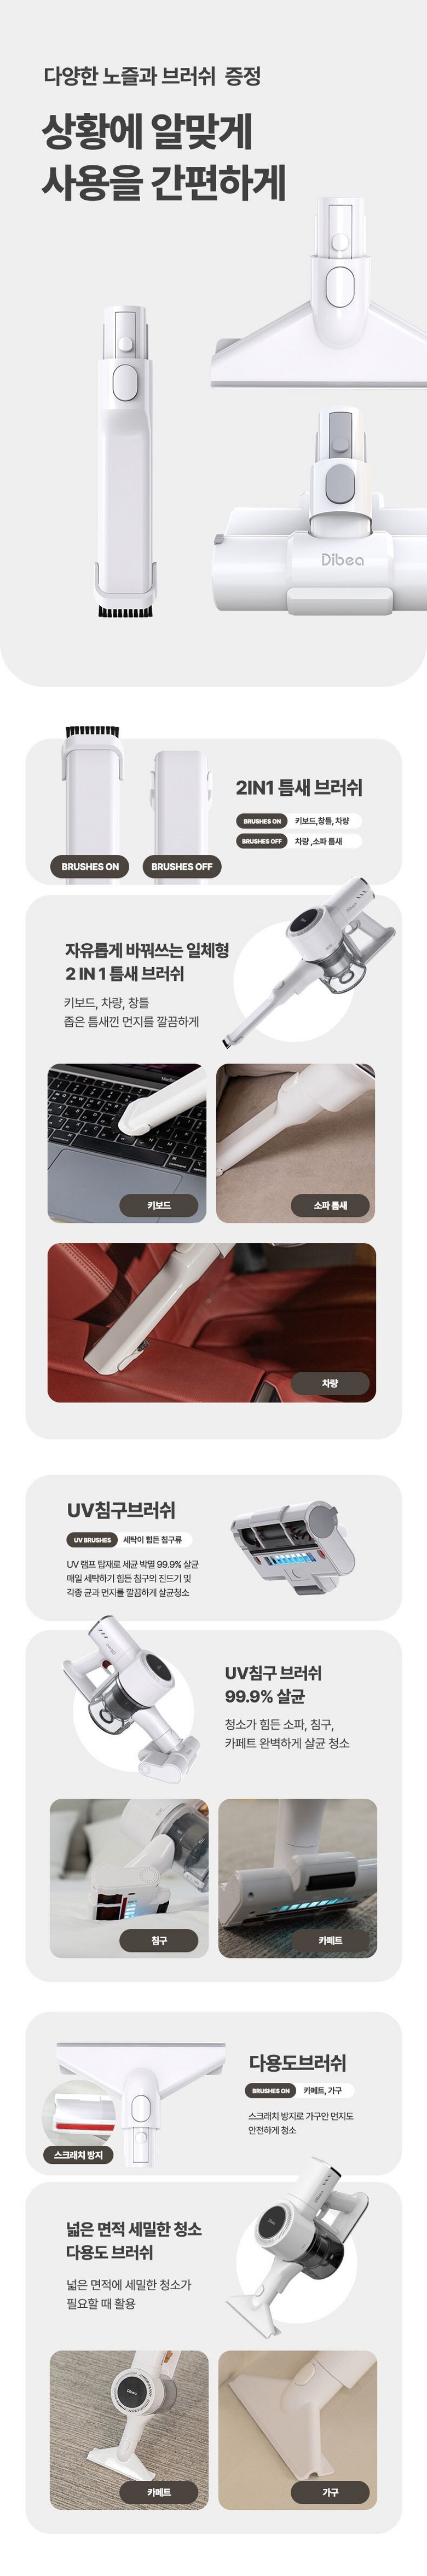 다양한 노즐과 브러쉬 증정
상황에 알맞게
사용을 간편하게
Dibea
BRUSHES ON
BRUSHES OFF
2IN1 틈새 브러쉬
BRUSHES ON 키보드,창틀, 차량
BRUSHES OFF 차량 ,소파 틈새
자유롭게 바꿔쓰는 일체형
2 IN 1 틈새 브러쉬
키보드, 차량, 창틀
좁은 틈새낀 먼지를 깔끔하게
키보드
소파 틈새
차량
UV침구브러쉬
UV BRUSHES 세탁이 힘든 침구류
UV 램프 탑재로 세균 박멸 99.9% 살균
매일 세탁하기 힘든 침구의 진드기 및
각종 균과 먼지를 깔끔하게 살균청소
UV침구 브러쉬
99.9% 살균
청소가 힘든 소파, 침구,
카페트 완벽하게 살균 청소
침구
카페트
스크래치 방지
다용도브러쉬
BRUSHES ON 카페트, 가구
스크래치 방지로 가구안 먼지도
안전하게 청소
넓은 면적 세밀한 청소
다용도 브러쉬
넓은 면적에 세밀한 청소가
필요할 때 활용
Dibea
카페트
가구